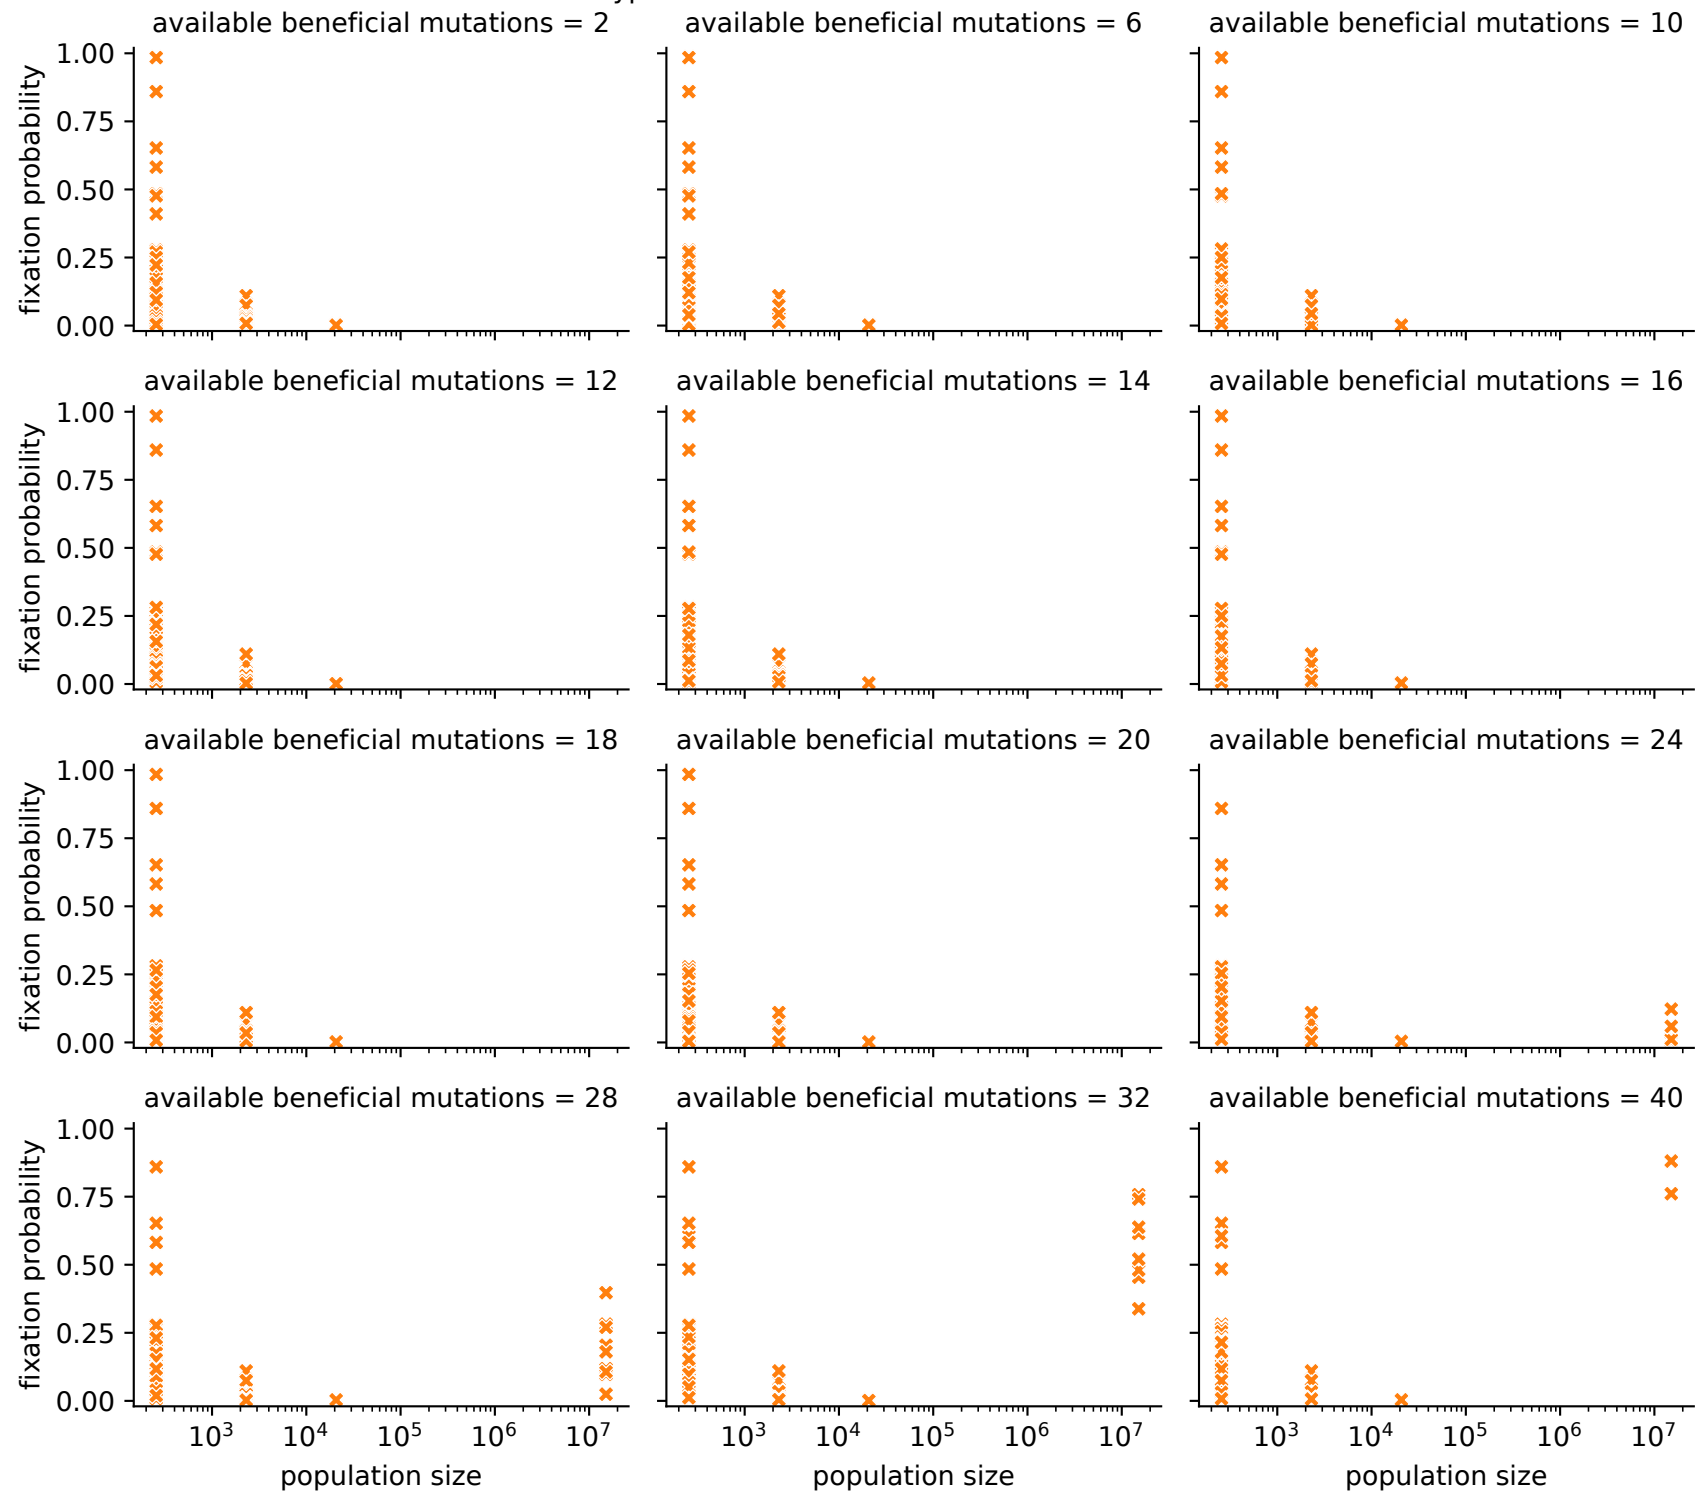 available beneficial mutations = 2
available beneficial mutations = 6
available beneficial mutations = 10
1.00
0.75
0.50
0.25
0.00
fixation probability
available beneficial mutations = 12
available beneficial mutations = 14
available beneficial mutations = 16
1.00
0.75
0.50
0.25
0.00
fixation probability
available beneficial mutations = 18
available beneficial mutations = 20
available beneficial mutations = 24
1.00
0.75
0.50
0.25
0.00
fixation probability
available beneficial mutations = 28
available beneficial mutations = 32
available beneficial mutations = 40
1.00
0.75
0.50
0.25
0.00
fixation probability
10³ 10⁴ 10⁵ 10⁶ 10⁷
10³ 10⁴ 10⁵ 10⁶ 10⁷
10³ 10⁴ 10⁵ 10⁶ 10⁷
population size
population size
population size